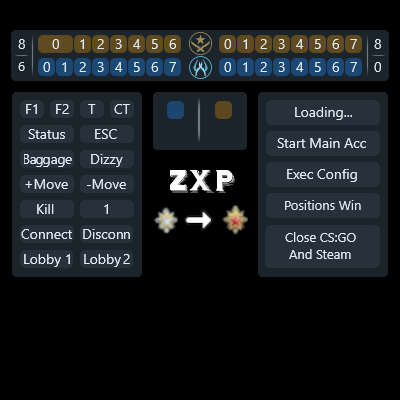 8 0 1 2 3 4 5 6 0 1 2 3 4 5 6 7 8
6 0 1 2 3 4 5 6 7 0 1 2 3 4 5 6 7 0
F1 F2 T CT
Status ESC
Baggage Dizzy
+Move -Move
Kill 1
Connect Disconn
Lobby 1 Lobby 2
ZXP
Loading...
Start Main Acc
Exec Config
Positions Win
Close CS:GO
And Steam